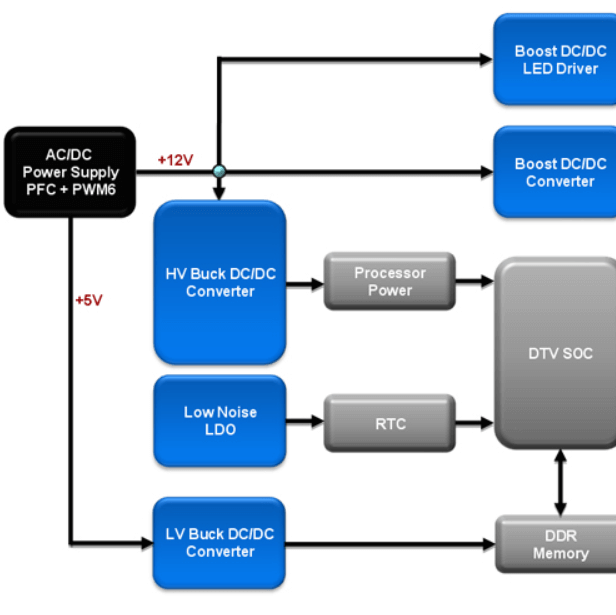 Boost DC/DC
LED Driver
AC/DC
Power Supply
PFC + PWM6
+12V
Boost DC/DC
Converter
HV Buck DC/DC
Converter
Processor
Power
+5V
DTV SOC
Low Noise
LDO
RTC
LV Buck DC/DC
Converter
DDR
Memory